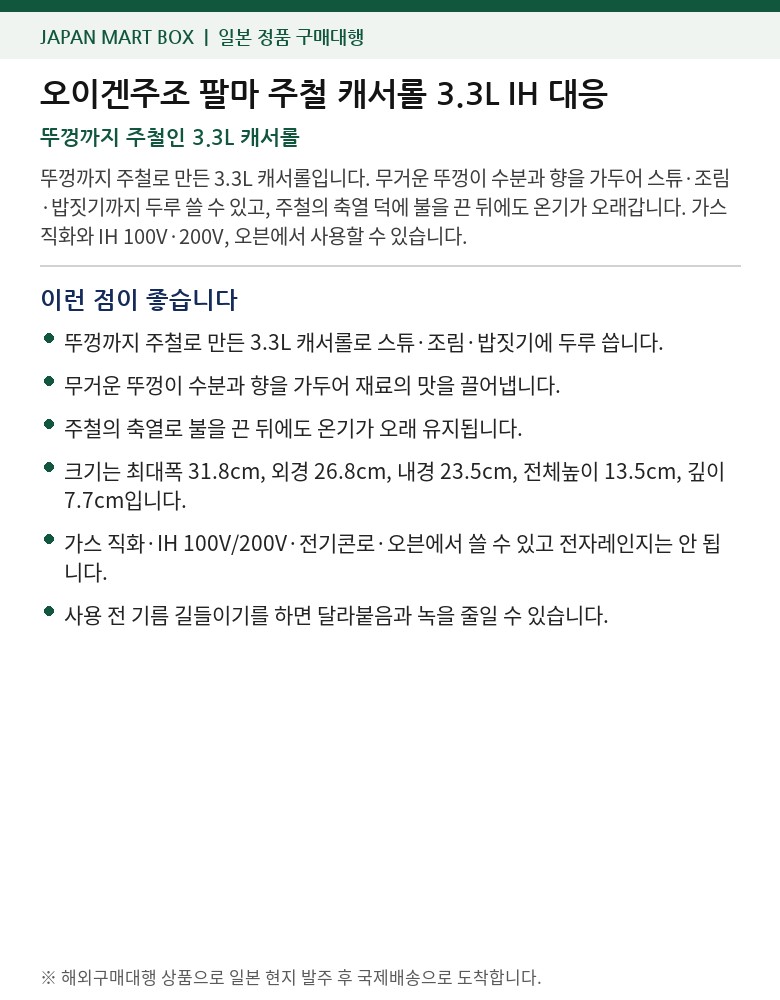 JAPAN MART BOX | 일본 정품 구매대행
오이겐주조 팔마 주철 캐서롤 3.3L IH 대응
뚜껑까지 주철인 3.3L 캐서롤
뚜껑까지 주철로 만든 3.3L 캐서롤입니다. 무거운 뚜껑이 수분과 향을 가두어 스튜·조림
·밥짓기까지 두루 쓸 수 있고, 주철의 축열 덕에 불을 끈 뒤에도 온기가 오래갑니다. 가스
직화와 IH 100V·200V, 오븐에서 사용할 수 있습니다.
이런 점이 좋습니다
● 뚜껑까지 주철로 만든 3.3L 캐서롤로 스튜·조림·밥짓기에 두루 씁니다.
● 무거운 뚜껑이 수분과 향을 가두어 재료의 맛을 끌어냅니다.
● 주철의 축열로 불을 끈 뒤에도 온기가 오래 유지됩니다.
● 크기는 최대폭 31.8cm, 외경 26.8cm, 내경 23.5cm, 전체높이 13.5cm, 깊이
7.7cm입니다.
● 가스 직화·IH 100V/200V·전기콘로·오븐에서 쓸 수 있고 전자레인지는 안 됩
니다.
● 사용 전 기름 길들이기를 하면 달라붙음과 녹을 줄일 수 있습니다.
※ 해외구매대행 상품으로 일본 현지 발주 후 국제배송으로 도착합니다.